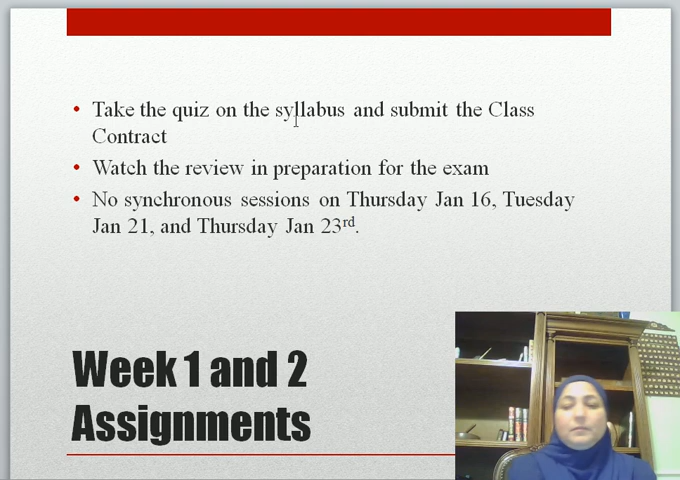 • Take the quiz on the syllabus and submit the Class
Contract
• Watch the review in preparation for the exam
• No synchronous sessions on Thursday Jan 16, Tuesday
Jan 21, and Thursday Jan 23rd.
Week 1 and 2
Assignments